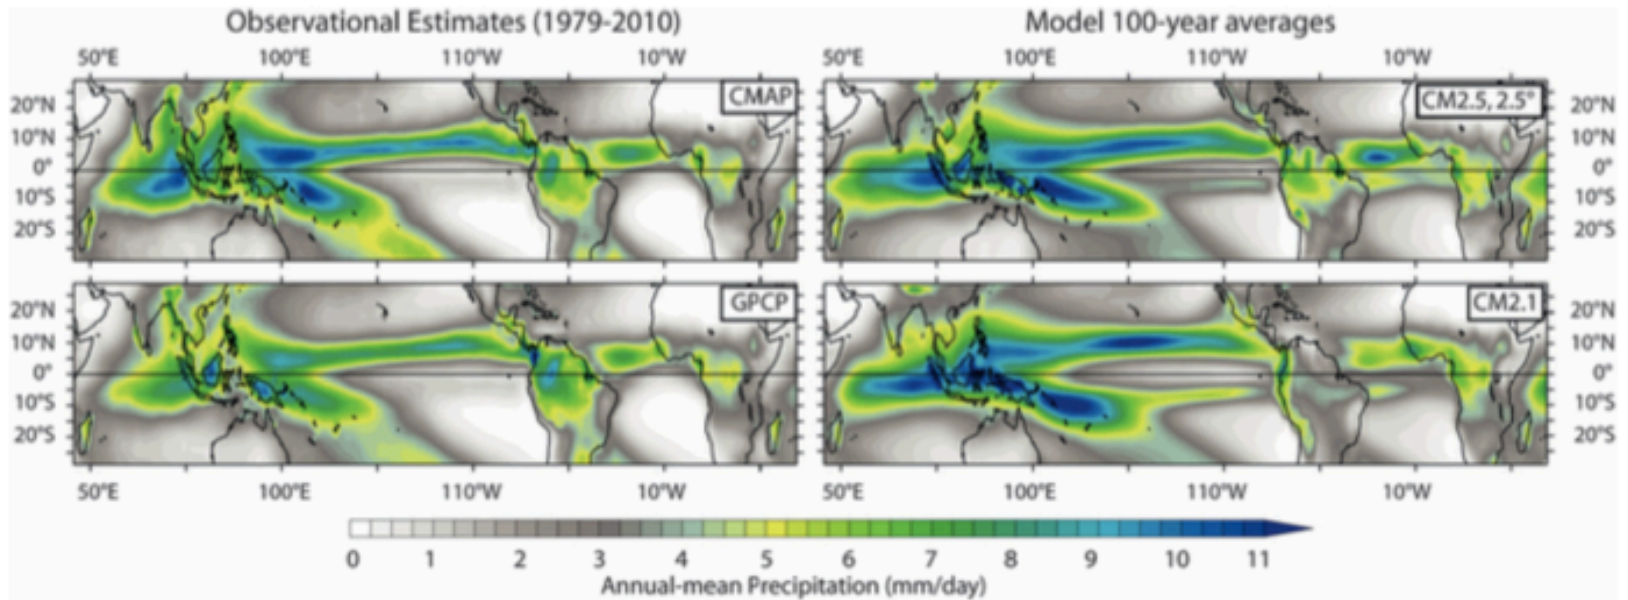 Observational Estimates (1979-2010)
Model 100-year averages
50°E 100°E 110°W 10°W
50°E 100°E 110°W 10°W
CMAP
CM2.5, 2.5°
20°N
10°N
0°
10°S
20°S
20°N
10°N
0°
10°S
20°S
GPCP
CM2.1
20°N
10°N
0°
10°S
20°S
20°N
10°N
0°
10°S
20°S
50°E 100°E 110°W 10°W
50°E 100°E 110°W 10°W
0 1 2 3 4 5 6 7 8 9 10 11
Annual-mean Precipitation (mm/day)